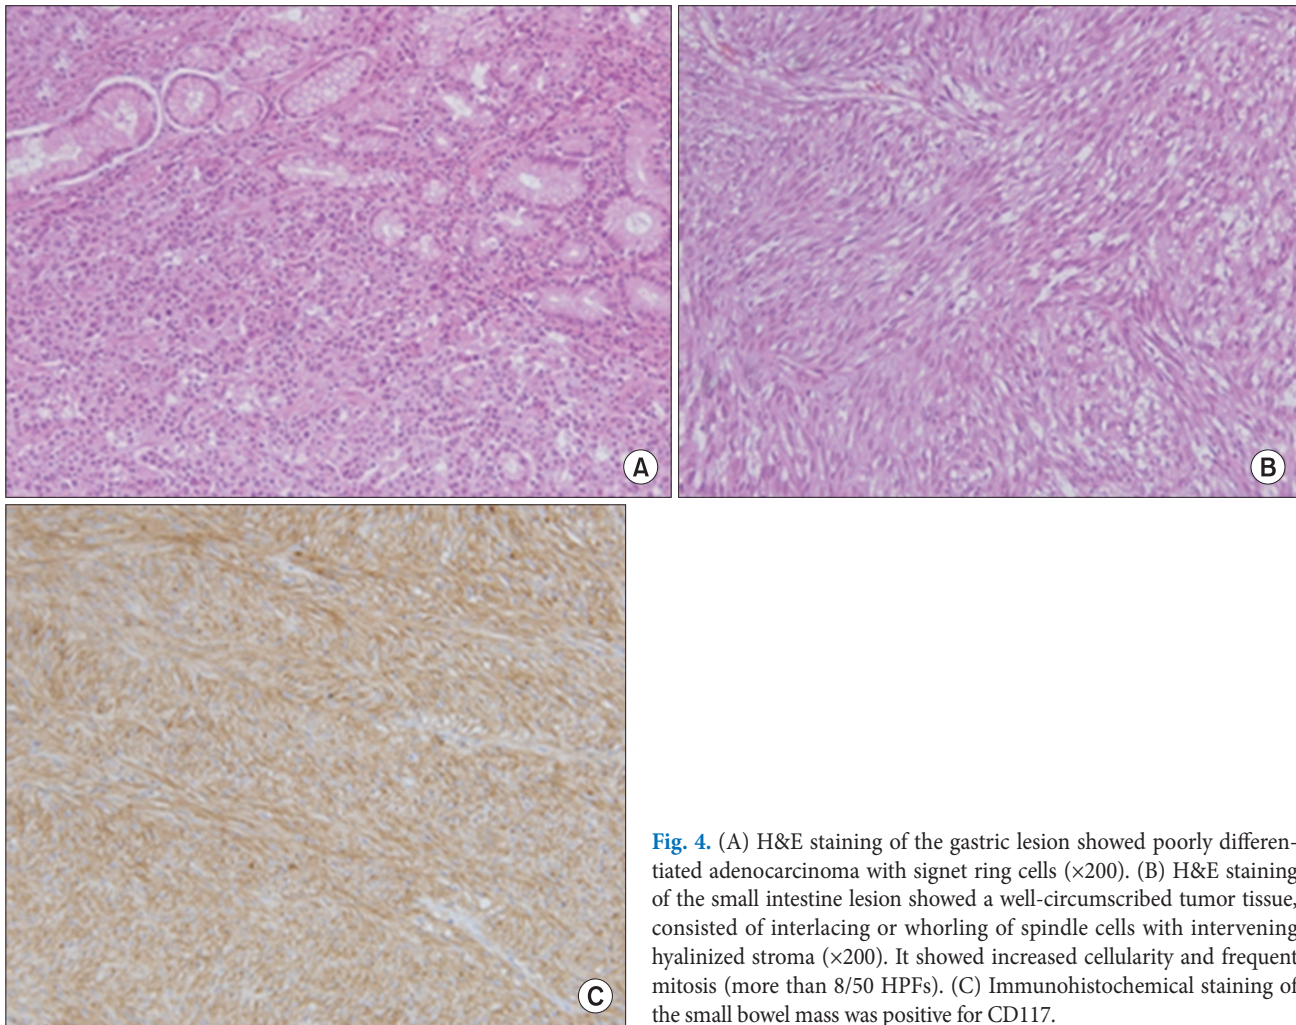 A
B
C
Fig. 4. (A) H&E staining of the gastric lesion showed poorly differen-
tiated adenocarcinoma with signet ring cells (×200). (B) H&E staining
of the small intestine lesion showed a well-circumscribed tumor tissue,
consisted of interlacing or whorling of spindle cells with intervening
hyalinized stroma (×200). It showed increased cellularity and frequent
mitosis (more than 8/50 HPFs). (C) Immunohistochemical staining of
the small bowel mass was positive for CD117.